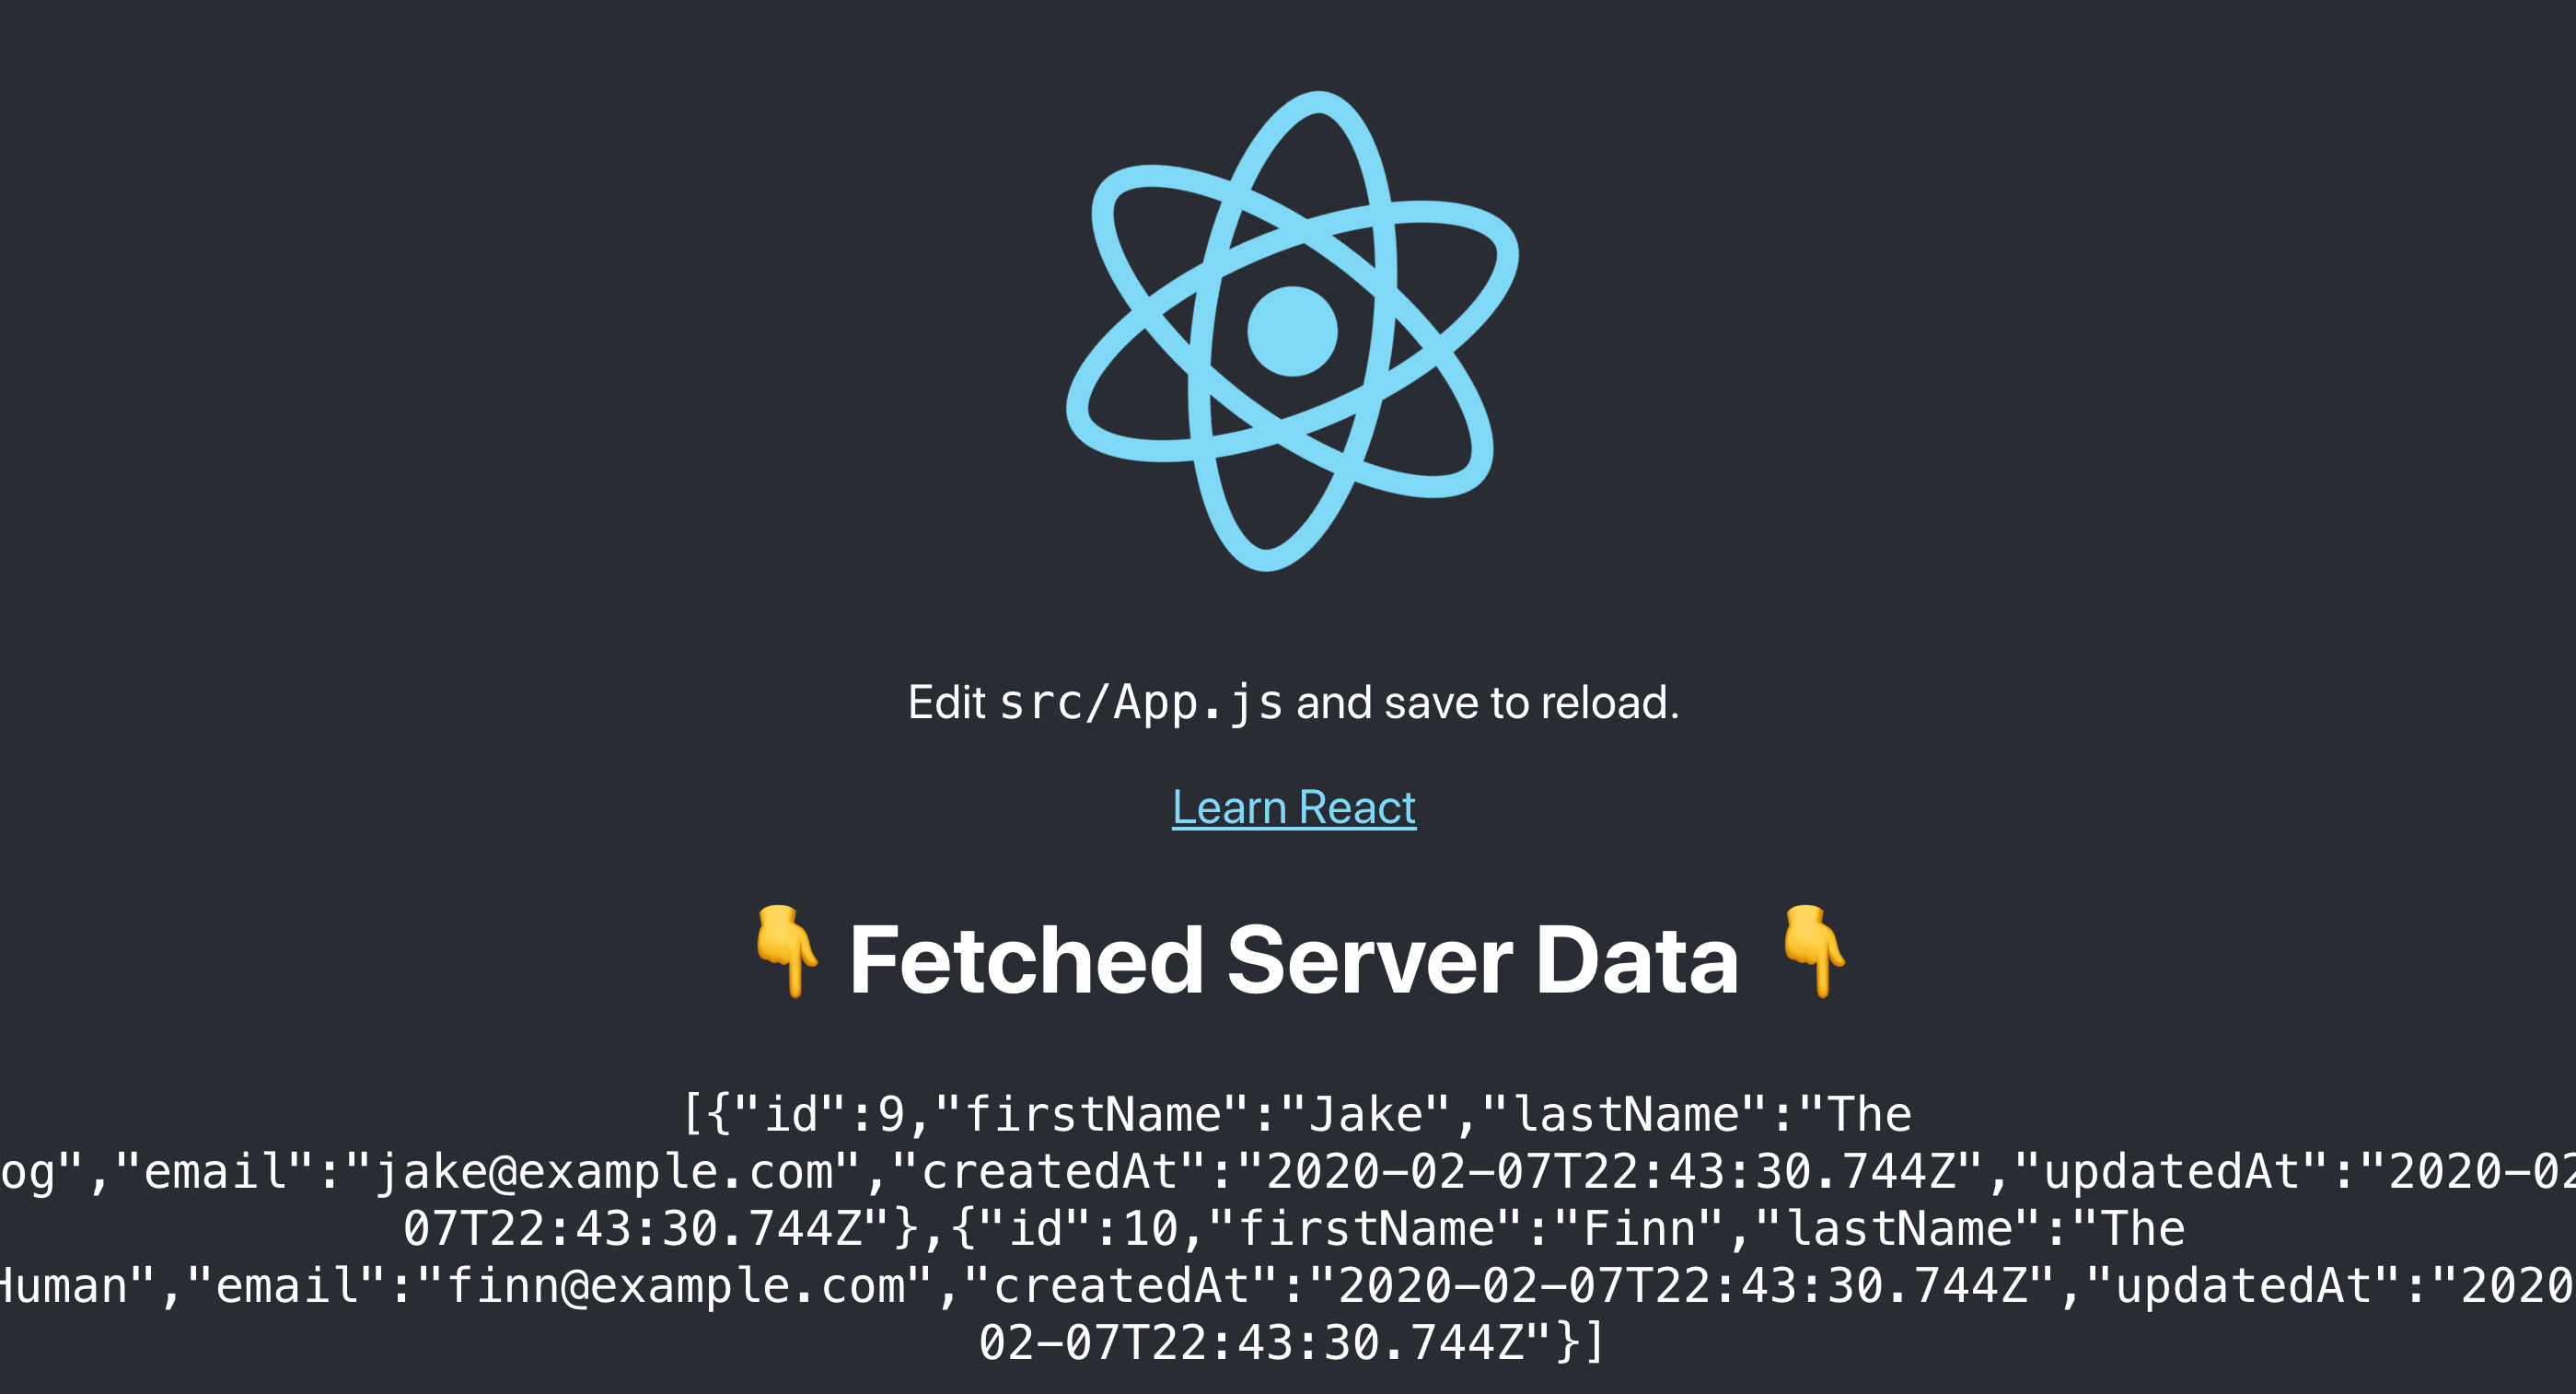 Edit src/App.js and save to reload.
Learn React
👇 Fetched Server Data 👇
[{"id":9,"firstName":"Jake","lastName":"The
og","email":"jake@example.com","createdAt":"2020-02-07T22:43:30.744Z","updatedAt":"2020-02
07T22:43:30.744Z"},{"id":10,"firstName":"Finn","lastName":"The
Human","email":"finn@example.com","createdAt":"2020-02-07T22:43:30.744Z","updatedAt":"2020
02-07T22:43:30.744Z"}]